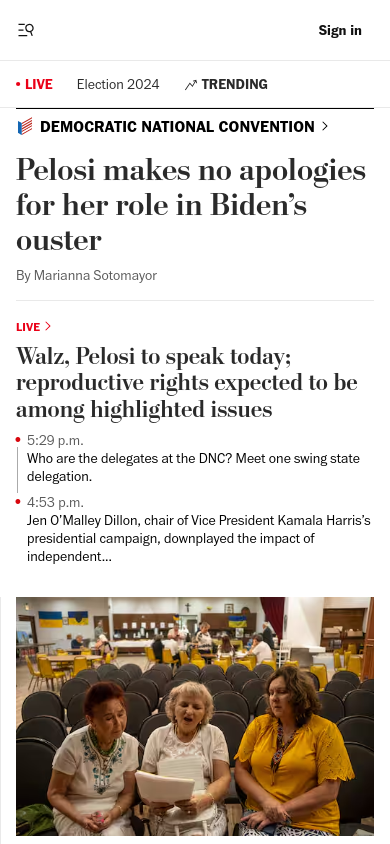 Sign in
• LIVE Election 2024 TRENDING
DEMOCRATIC NATIONAL CONVENTION >
Pelosi makes no apologies
for her role in Biden’s
ouster
By Marianna Sotomayor
LIVE >
Walz, Pelosi to speak today;
reproductive rights expected to be
among highlighted issues
5:29 p.m.
Who are the delegates at the DNC? Meet one swing state
delegation.
4:53 p.m.
Jen O’Malley Dillon, chair of Vice President Kamala Harris’s
presidential campaign, downplayed the impact of
independent...